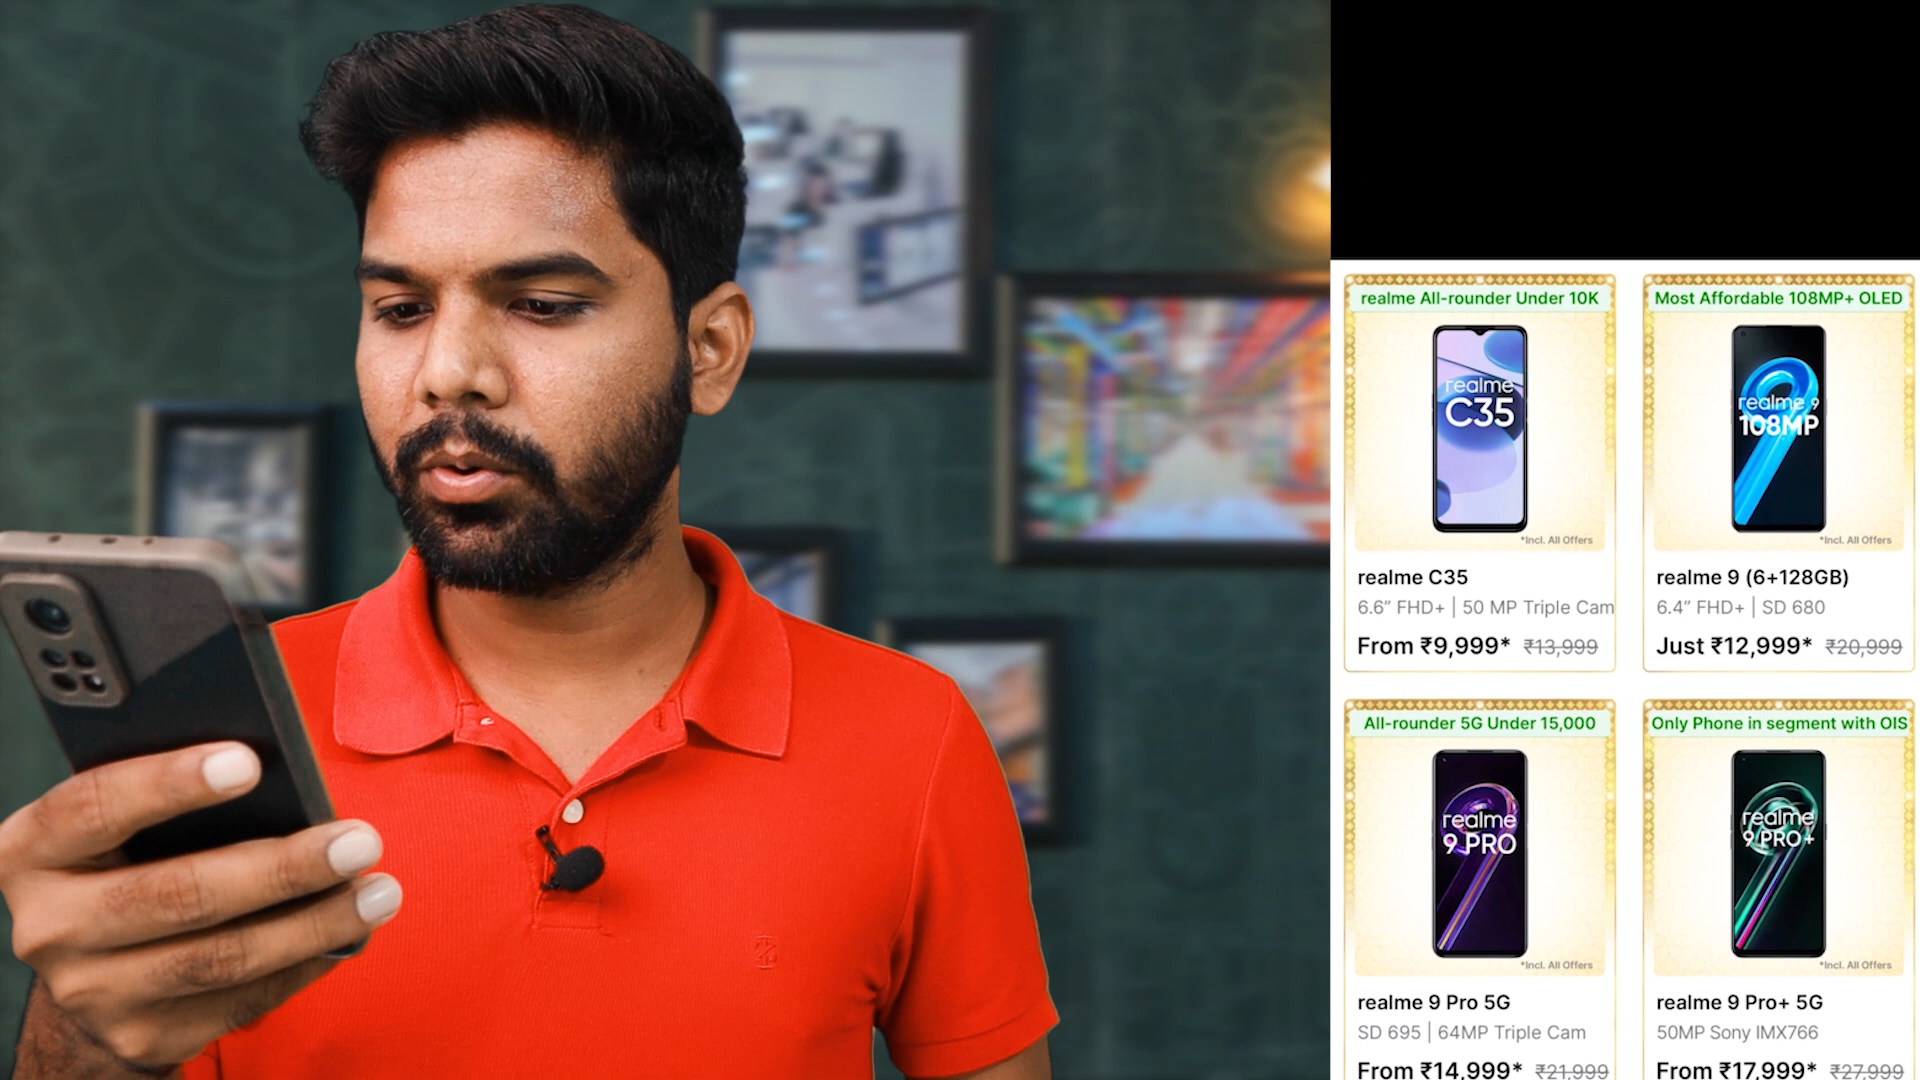 realme All-rounder Under 10K
realme
C35
*Incl. All Offers
realme C35
6.6” FHD+ | 50 MP Triple Cam
From ₹9,999* ₹13,999
Most Affordable 108MP+ OLED
realme 9
108MP
*Incl. All Offers
realme 9 (6+128GB)
6.4” FHD+ | SD 680
Just ₹12,999* ₹20,999
All-rounder 5G Under 15,000
realme
9 PRO
*Incl. All Offers
realme 9 Pro 5G
SD 695 | 64MP Triple Cam
From ₹14,999* ₹21,999
Only Phone in segment with OIS
realme
9 PRO+
*Incl. All Offers
realme 9 Pro+ 5G
50MP Sony IMX766
From ₹17,999* ₹27,999